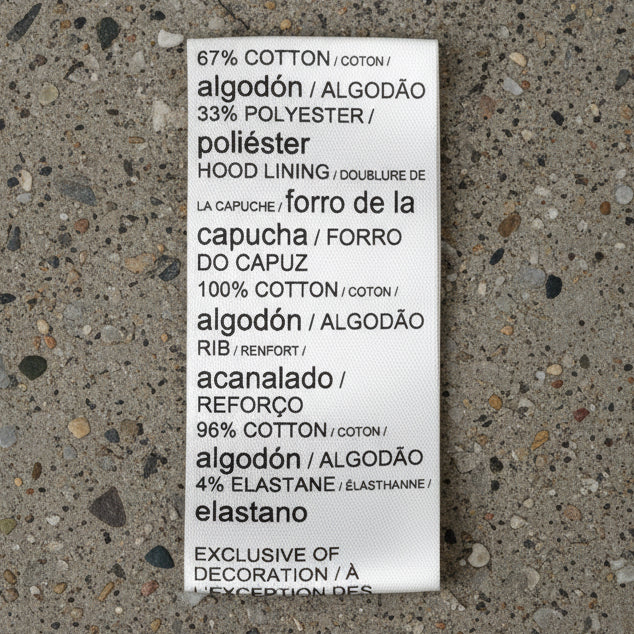 67% COTTON / COTON /
algodón / ALGODÃO
33% POLYESTER /
poliéster
HOOD LINING / DOUBLURE DE
LA CAPUCHE / forro de la
capucha / FORRO
DO CAPUZ
100% COTTON / COTON /
algodón / ALGODÃO
RIB / RENFORT /
acanalado /
REFORÇO
96% COTTON / COTON /
algodón / ALGODÃO
4% ELASTANE / ÉLASTHANNE /
elastano
EXCLUSIVE OF
DECORATION / À
L'EXCEPTION DES